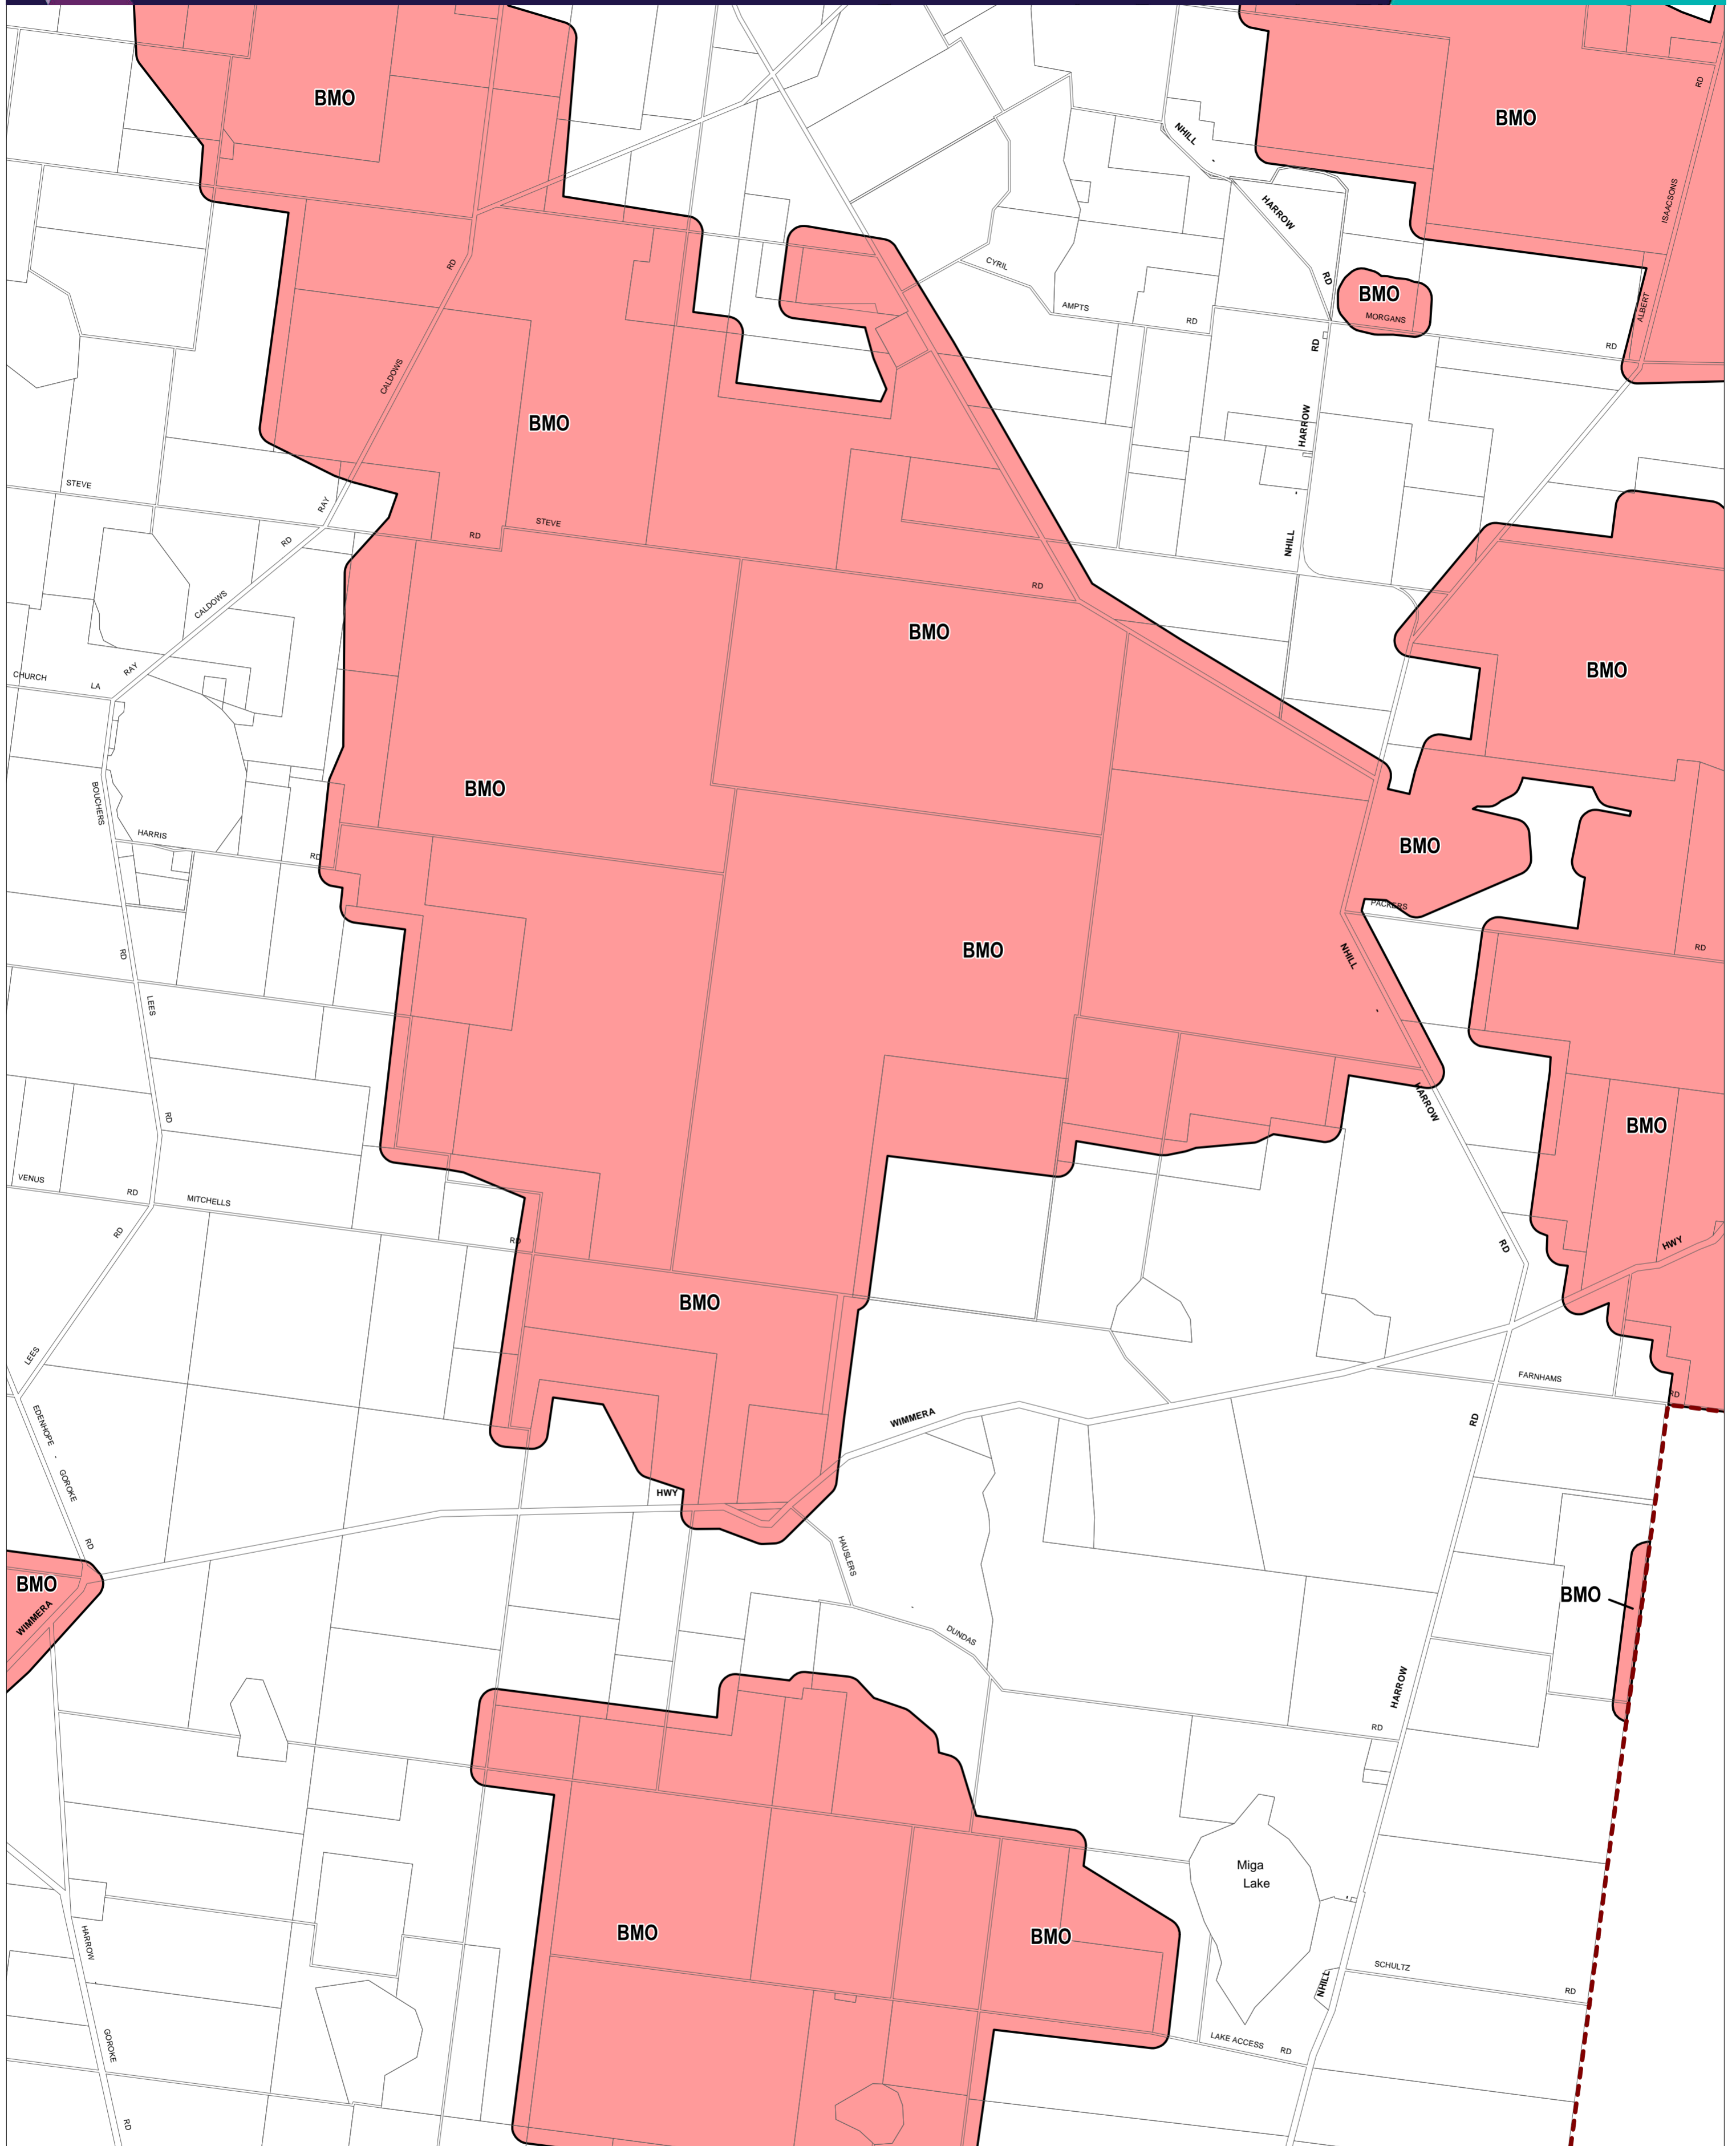 BMO
BMO
RD
NHILL
-
HARROW
RD
ISAACSONS
CYRIL
AMPTS
RD
BMO
MORGANS
RD
ALBERT
RD
CALDOWS
RD
HARROW
NHILL
BMO
STEVE
RAY
RD
STEVE
RD
RD
CALDOWS
RAY
CHURCH
LA
BMO
BMO
BMO
BOUCHERS
HARRIS
RD
BMO
PACKERS
RD
RD
LEES
BMO
NHILL
-
HARROW
RD
BMO
VENUS
RD
MITCHELLS
RD
RD
RD
HWY
BMO
LEES
FARNHAMS
RD
EDENHOPE
-
GOROKE
RD
WIMMERA
HWY
RD
HAUSLERS
BMO
WIMMERA
BMO
-
DUNDAS
HARROW
RD
Miga
Lake
BMO
BMO
HARROW
-
GOROKE
RD
-
NHILL
SCHULTZ
RD
LAKE ACCESS
RD